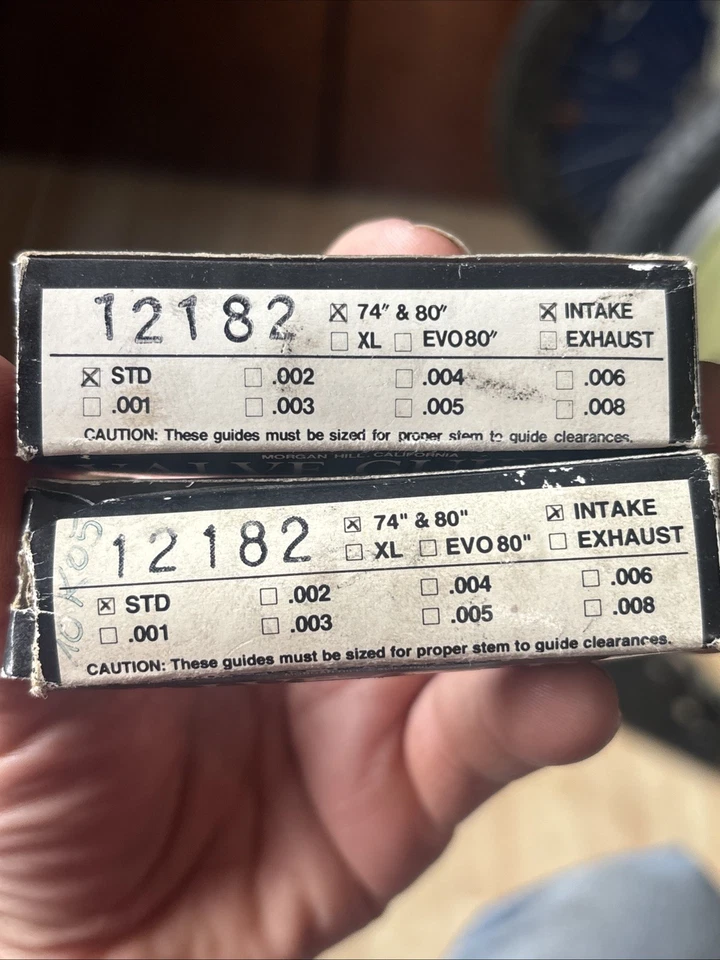 12182 ☒ 74" & 80" ☒ INTAKE
☐ XL ☐ EVO80" ☐ EXHAUST
☒ STD ☐ .002 ☐ .004 ☐ .006
☐ .001 ☐ .003 ☐ .005 ☐ .008
CAUTION: These guides must be sized for proper stem to guide clearances.
MORGAN HILL, CALIFORNIA
12182 ☒ 74" & 80" ☒ INTAKE
☐ XL ☐ EVO 80" ☐ EXHAUST
☒ STD ☐ .002 ☐ .004 ☐ .006
☐ .001 ☐ .003 ☐ .005 ☐ .008
CAUTION: These guides must be sized for proper stem to guide clearances.